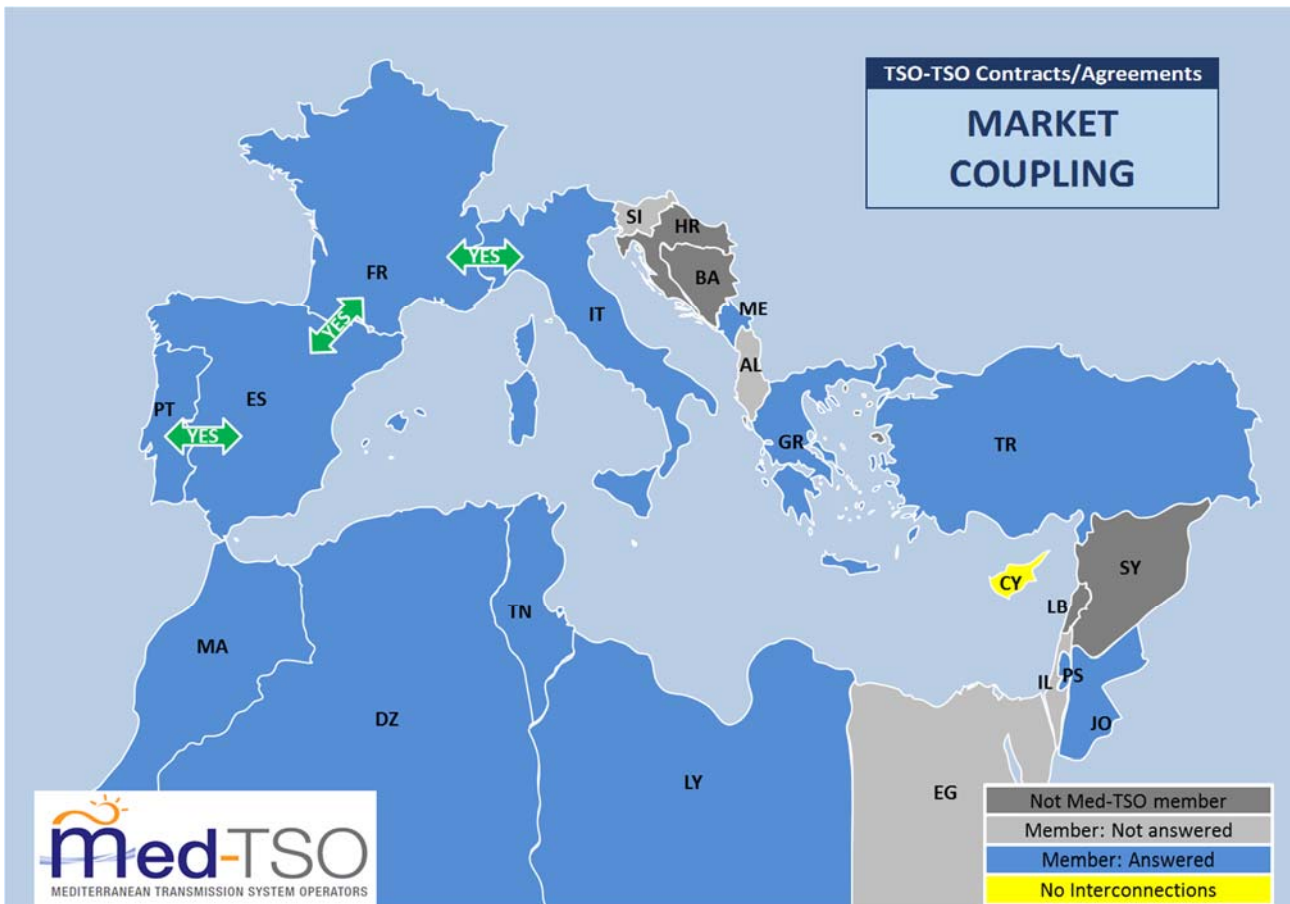 TSO-TSO Contracts/Agreements
MARKET
COUPLING
SI
HR
YES
FR
BA
ME
IT
YES
AL
PT
ES
YES
GR
TR
CY
SY
LB
TN
MA
IL
PS
DZ
JO
LY
EG
Not Med-TSO member
Member: Not answered
Member: Answered
No Interconnections
med-TSO
MEDITERRANEAN TRANSMISSION SYSTEM OPERATORS